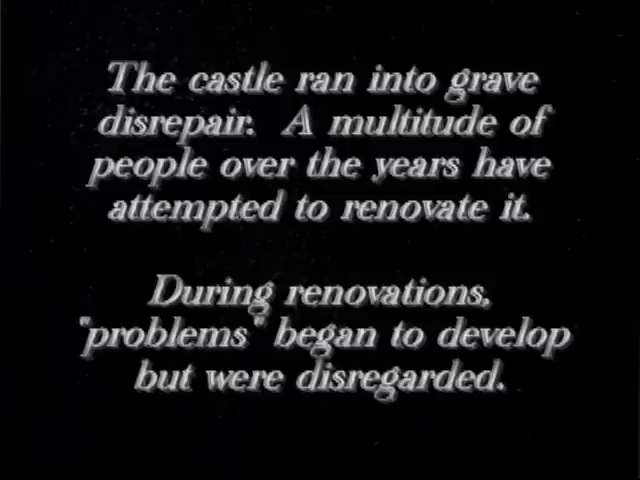 The castle ran into grave
disrepair.  A multitude of
people over the years have
attempted to renovate it.
During renovations,
"problems" began to develop
but were disregarded.